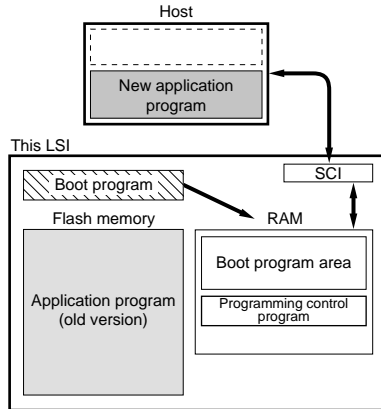 Host
New application
program
This LSI
SCI
Boot program
Flash memory
RAM
Boot program area
Application program
(old version)
Programming control
program